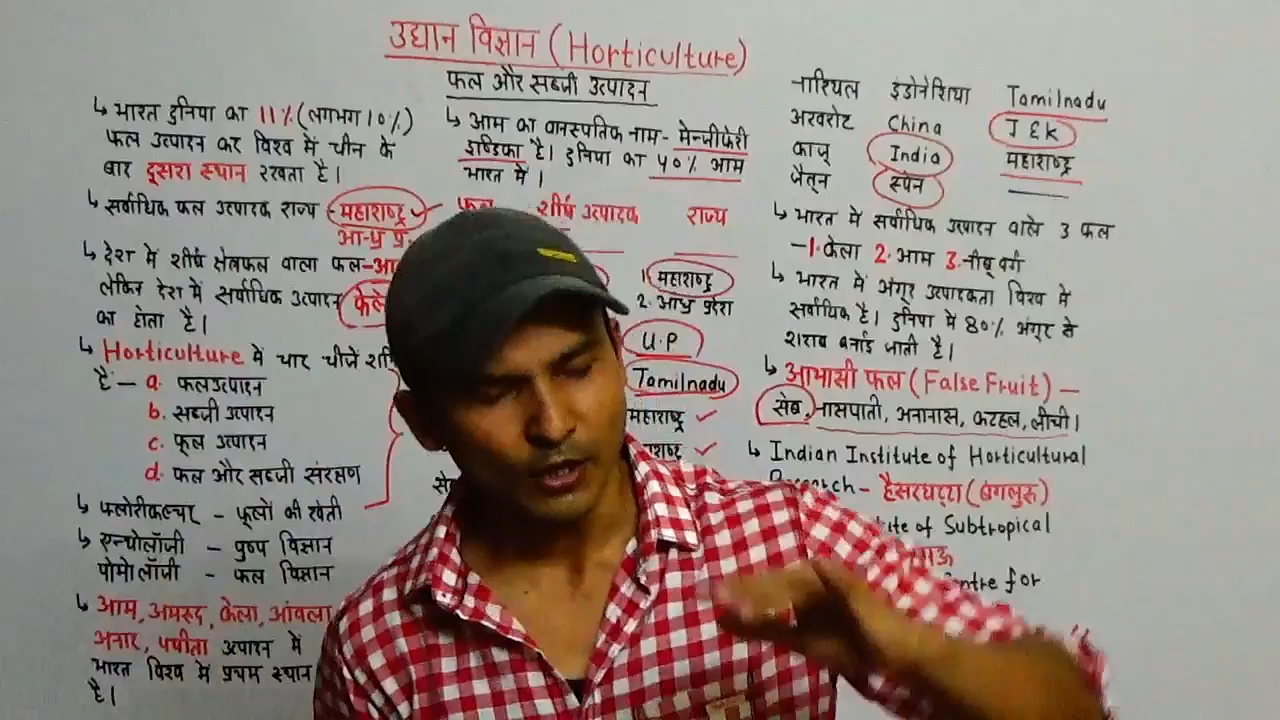 उद्यान विज्ञान (Horticulture)
फल और सब्जी उत्पादन
↳ भारत दुनिया का 11% (लगभग 10%)
फल उत्पादन कर विश्व में चीन के
बाद दूसरा स्थान रखता है।
↳ सर्वाधिक फल उत्पादक राज्य - महाराष्ट्र
आन्ध्र प्र.
↳ देश में शीर्ष क्षेत्रफल वाला फल-
लेकिन देश में सर्वाधिक उत्पादन केले
का होता है।
↳ Horticulture में चार चीजें
हैं - a. फलउत्पादन
b. सब्जी उत्पादन
c. फूल उत्पादन
d. फल और सब्जी संरक्षण
↳ फ्लोरीकल्चर - फूलों की खेती
↳ एन्थोलॉजी - पुष्प विज्ञान
पोमोलॉजी - फल विज्ञान
↳ आम, अमरूद, केला, आंवला
अनार, पपीता उत्पादन में
भारत विश्व में प्रथम स्थान
है।
↳ आम का वानस्पतिक नाम- मेन्जीफेरी
इण्डिका है। दुनिया का 40% आम
भारत में।
फल शीर्ष उत्पादक राज्य
1. महाराष्ट्र
2. आंध्र प्रदेश
U.P
Tamilnadu
महाराष्ट्र ✓
नारियल इंडोनेशिया Tamilnadu
अखरोट China J & K
काजू India महाराष्ट्र
जैतून स्पेन
↳ भारत में सर्वाधिक उत्पादन वाले 3 फल
-1. केला 2. आम 3. नीबू वर्ग
↳ भारत में अंगूर उत्पादकता विश्व में
सर्वाधिक है। दुनिया में 80% अंगूर से
शराब बनाई जाती है।
↳ आभासी फल (False Fruit) -
सेब, नासपाती, अनानास, कटहल, लीची।
↳ Indian Institute of Horticultural
Research - हैसरघट्टा (बंगलुरू)
of Subtropical
Centre for